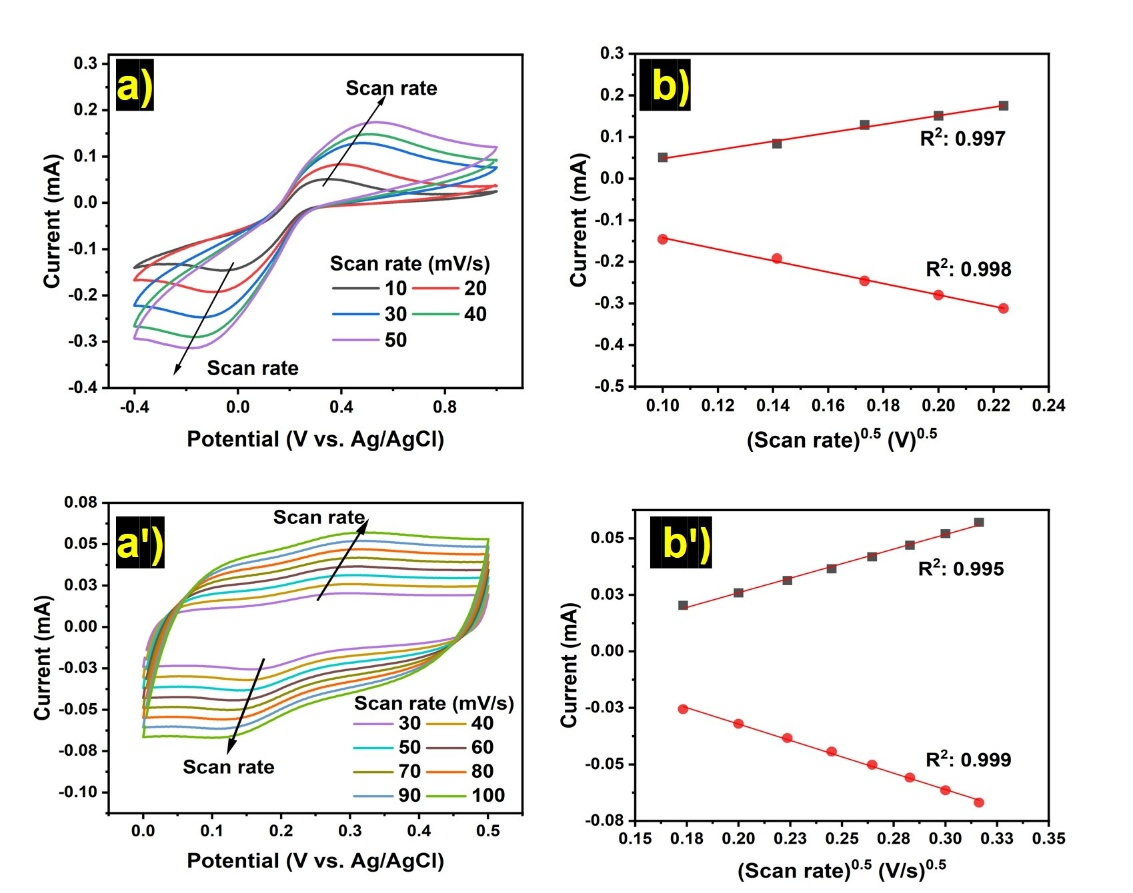 a)
0.3
0.2
0.1
0.0
-0.1
-0.2
-0.3
-0.4
Current (mA)
Scan rate
Scan rate (mV/s)
10 20
30 40
50
Scan rate
-0.4 0.0 0.4 0.8
Potential (V vs. Ag/AgCl)
b)
0.3
0.2
0.1
0.0
-0.1
-0.2
-0.3
-0.4
-0.5
Current (mA)
R²: 0.997
R²: 0.998
0.10 0.12 0.14 0.16 0.18 0.20 0.22 0.24
(Scan rate)⁰·⁵ (V)⁰·⁵
a')
0.08
0.05
0.03
0.00
-0.03
-0.05
-0.08
-0.10
Current (mA)
Scan rate
Scan rate (mV/s)
30 40
50 60
70 80
90 100
Scan rate
0.0 0.1 0.2 0.3 0.4 0.5
Potential (V vs. Ag/AgCl)
b')
0.05
0.03
0.00
-0.03
-0.05
-0.08
Current (mA)
R²: 0.995
R²: 0.999
0.15 0.18 0.20 0.23 0.25 0.28 0.30 0.33 0.35
(Scan rate)⁰·⁵ (V/s)⁰·⁵